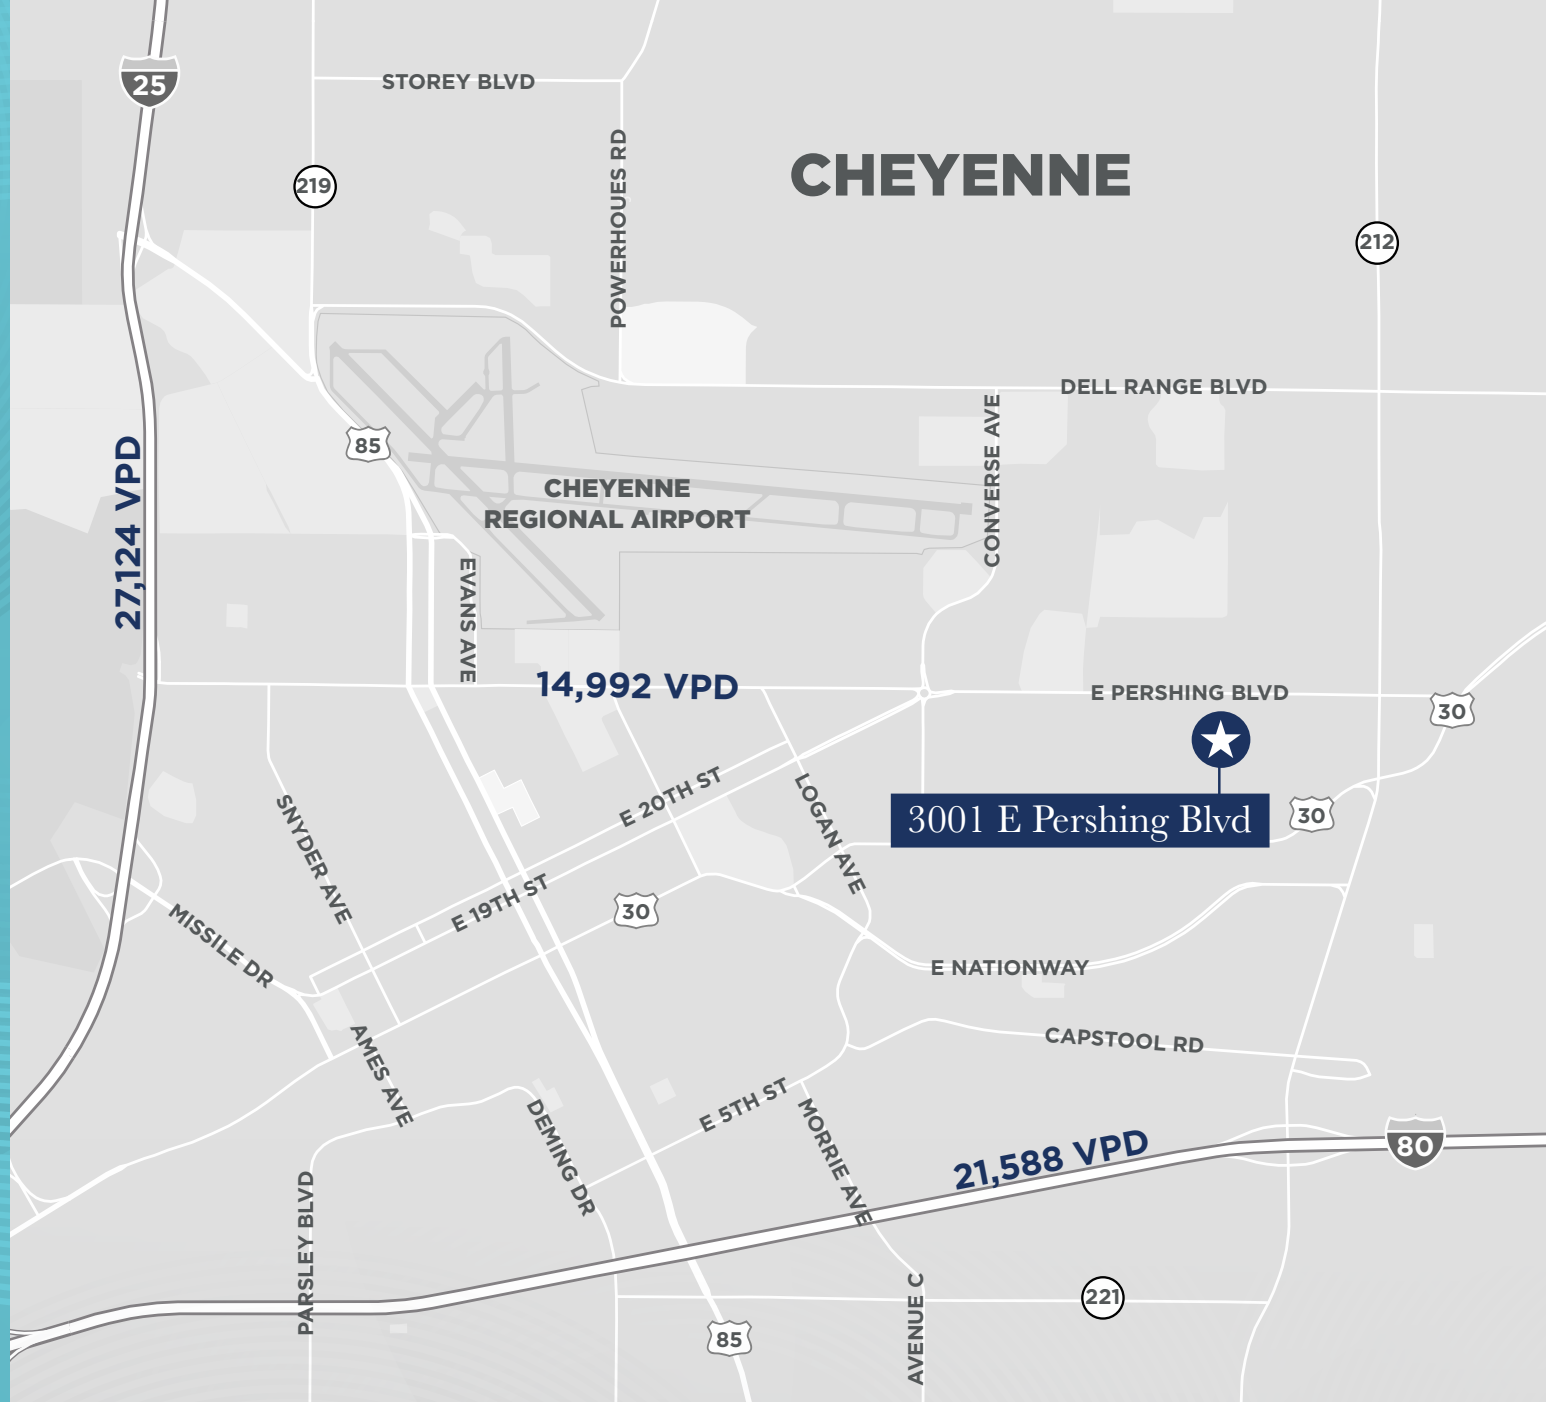 25
STOREY BLVD
POWERHOUES RD
CHEYENNE
219
212
DELL RANGE BLVD
CONVERSE AVE
85
CHEYENNE
REGIONAL AIRPORT
27,124 VPD
EVANS AVE
14,992 VPD
E PERSHING BLVD
30
3001 E Pershing Blvd
30
E 20TH ST
LOGAN AVE
SNYDER AVE
E 19TH ST
30
MISSILE DR
E NATIONWAY
CAPSTOOL RD
AMES AVE
DEMING DR
E 5TH ST
MORRIE AVE
21,588 VPD
80
PARSLEY BLVD
AVENUE C
221
85